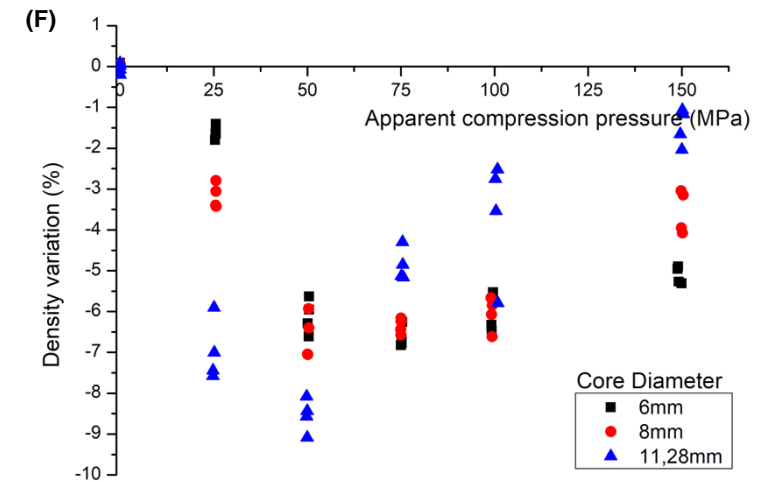 (F)
1
0
-1
-2
-3
-4
-5
-6
-7
-8
-9
-10
Density variation (%)
0 25 50 75 100 125 150
Apparent compression pressure (MPa)
Core Diameter
6mm
8mm
11,28mm